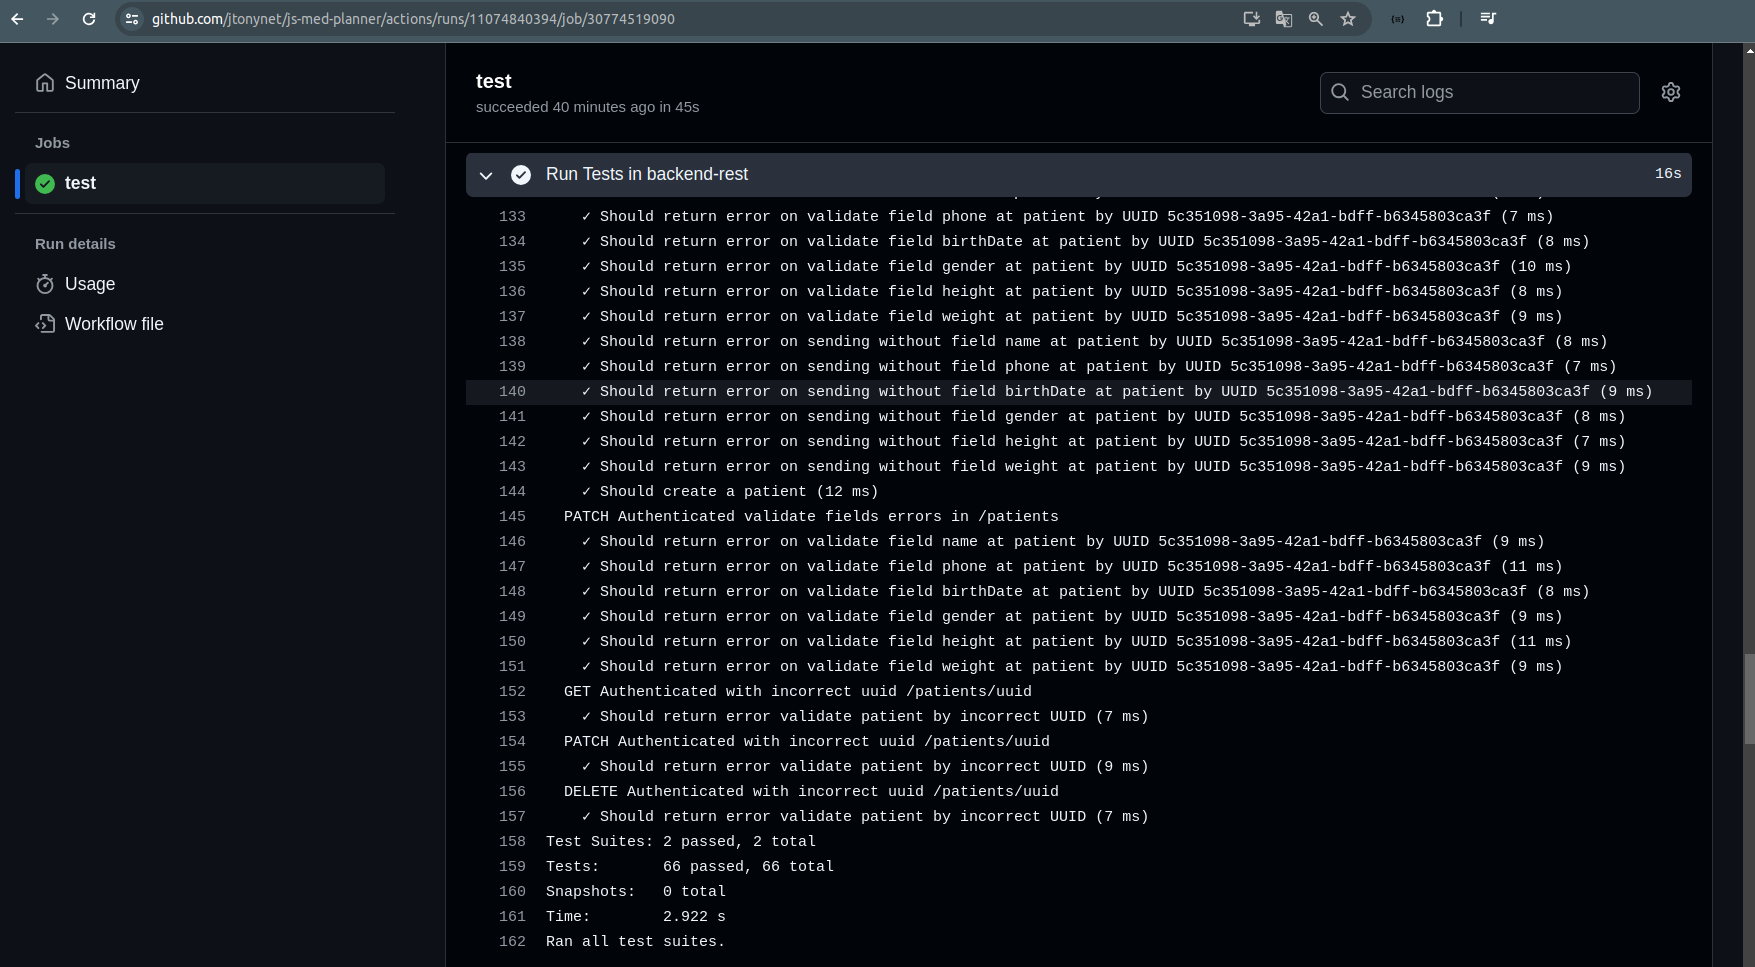 github.com/jtonynet/js-med-planner/actions/runs/11074840394/job/30774519090
Summary
Jobs
test
Run details
Usage
Workflow file
test
succeeded 40 minutes ago in 45s
Search logs
Run Tests in backend-rest 16s
133 ✓ Should return error on validate field phone at patient by UUID 5c351098-3a95-42a1-bdff-b6345803ca3f (7 ms)
134 ✓ Should return error on validate field birthDate at patient by UUID 5c351098-3a95-42a1-bdff-b6345803ca3f (8 ms)
135 ✓ Should return error on validate field gender at patient by UUID 5c351098-3a95-42a1-bdff-b6345803ca3f (10 ms)
136 ✓ Should return error on validate field height at patient by UUID 5c351098-3a95-42a1-bdff-b6345803ca3f (8 ms)
137 ✓ Should return error on validate field weight at patient by UUID 5c351098-3a95-42a1-bdff-b6345803ca3f (9 ms)
138 ✓ Should return error on sending without field name at patient by UUID 5c351098-3a95-42a1-bdff-b6345803ca3f (8 ms)
139 ✓ Should return error on sending without field phone at patient by UUID 5c351098-3a95-42a1-bdff-b6345803ca3f (7 ms)
140 ✓ Should return error on sending without field birthDate at patient by UUID 5c351098-3a95-42a1-bdff-b6345803ca3f (9 ms)
141 ✓ Should return error on sending without field gender at patient by UUID 5c351098-3a95-42a1-bdff-b6345803ca3f (8 ms)
142 ✓ Should return error on sending without field height at patient by UUID 5c351098-3a95-42a1-bdff-b6345803ca3f (7 ms)
143 ✓ Should return error on sending without field weight at patient by UUID 5c351098-3a95-42a1-bdff-b6345803ca3f (9 ms)
144 ✓ Should create a patient (12 ms)
145 PATCH Authenticated validate fields errors in /patients
146 ✓ Should return error on validate field name at patient by UUID 5c351098-3a95-42a1-bdff-b6345803ca3f (9 ms)
147 ✓ Should return error on validate field phone at patient by UUID 5c351098-3a95-42a1-bdff-b6345803ca3f (11 ms)
148 ✓ Should return error on validate field birthDate at patient by UUID 5c351098-3a95-42a1-bdff-b6345803ca3f (8 ms)
149 ✓ Should return error on validate field gender at patient by UUID 5c351098-3a95-42a1-bdff-b6345803ca3f (9 ms)
150 ✓ Should return error on validate field height at patient by UUID 5c351098-3a95-42a1-bdff-b6345803ca3f (11 ms)
151 ✓ Should return error on validate field weight at patient by UUID 5c351098-3a95-42a1-bdff-b6345803ca3f (9 ms)
152 GET Authenticated with incorrect uuid /patients/uuid
153 ✓ Should return error validate patient by incorrect UUID (7 ms)
154 PATCH Authenticated with incorrect uuid /patients/uuid
155 ✓ Should return error validate patient by incorrect UUID (9 ms)
156 DELETE Authenticated with incorrect uuid /patients/uuid
157 ✓ Should return error validate patient by incorrect UUID (7 ms)
158 Test Suites: 2 passed, 2 total
159 Tests: 66 passed, 66 total
160 Snapshots: 0 total
161 Time: 2.922 s
162 Ran all test suites.